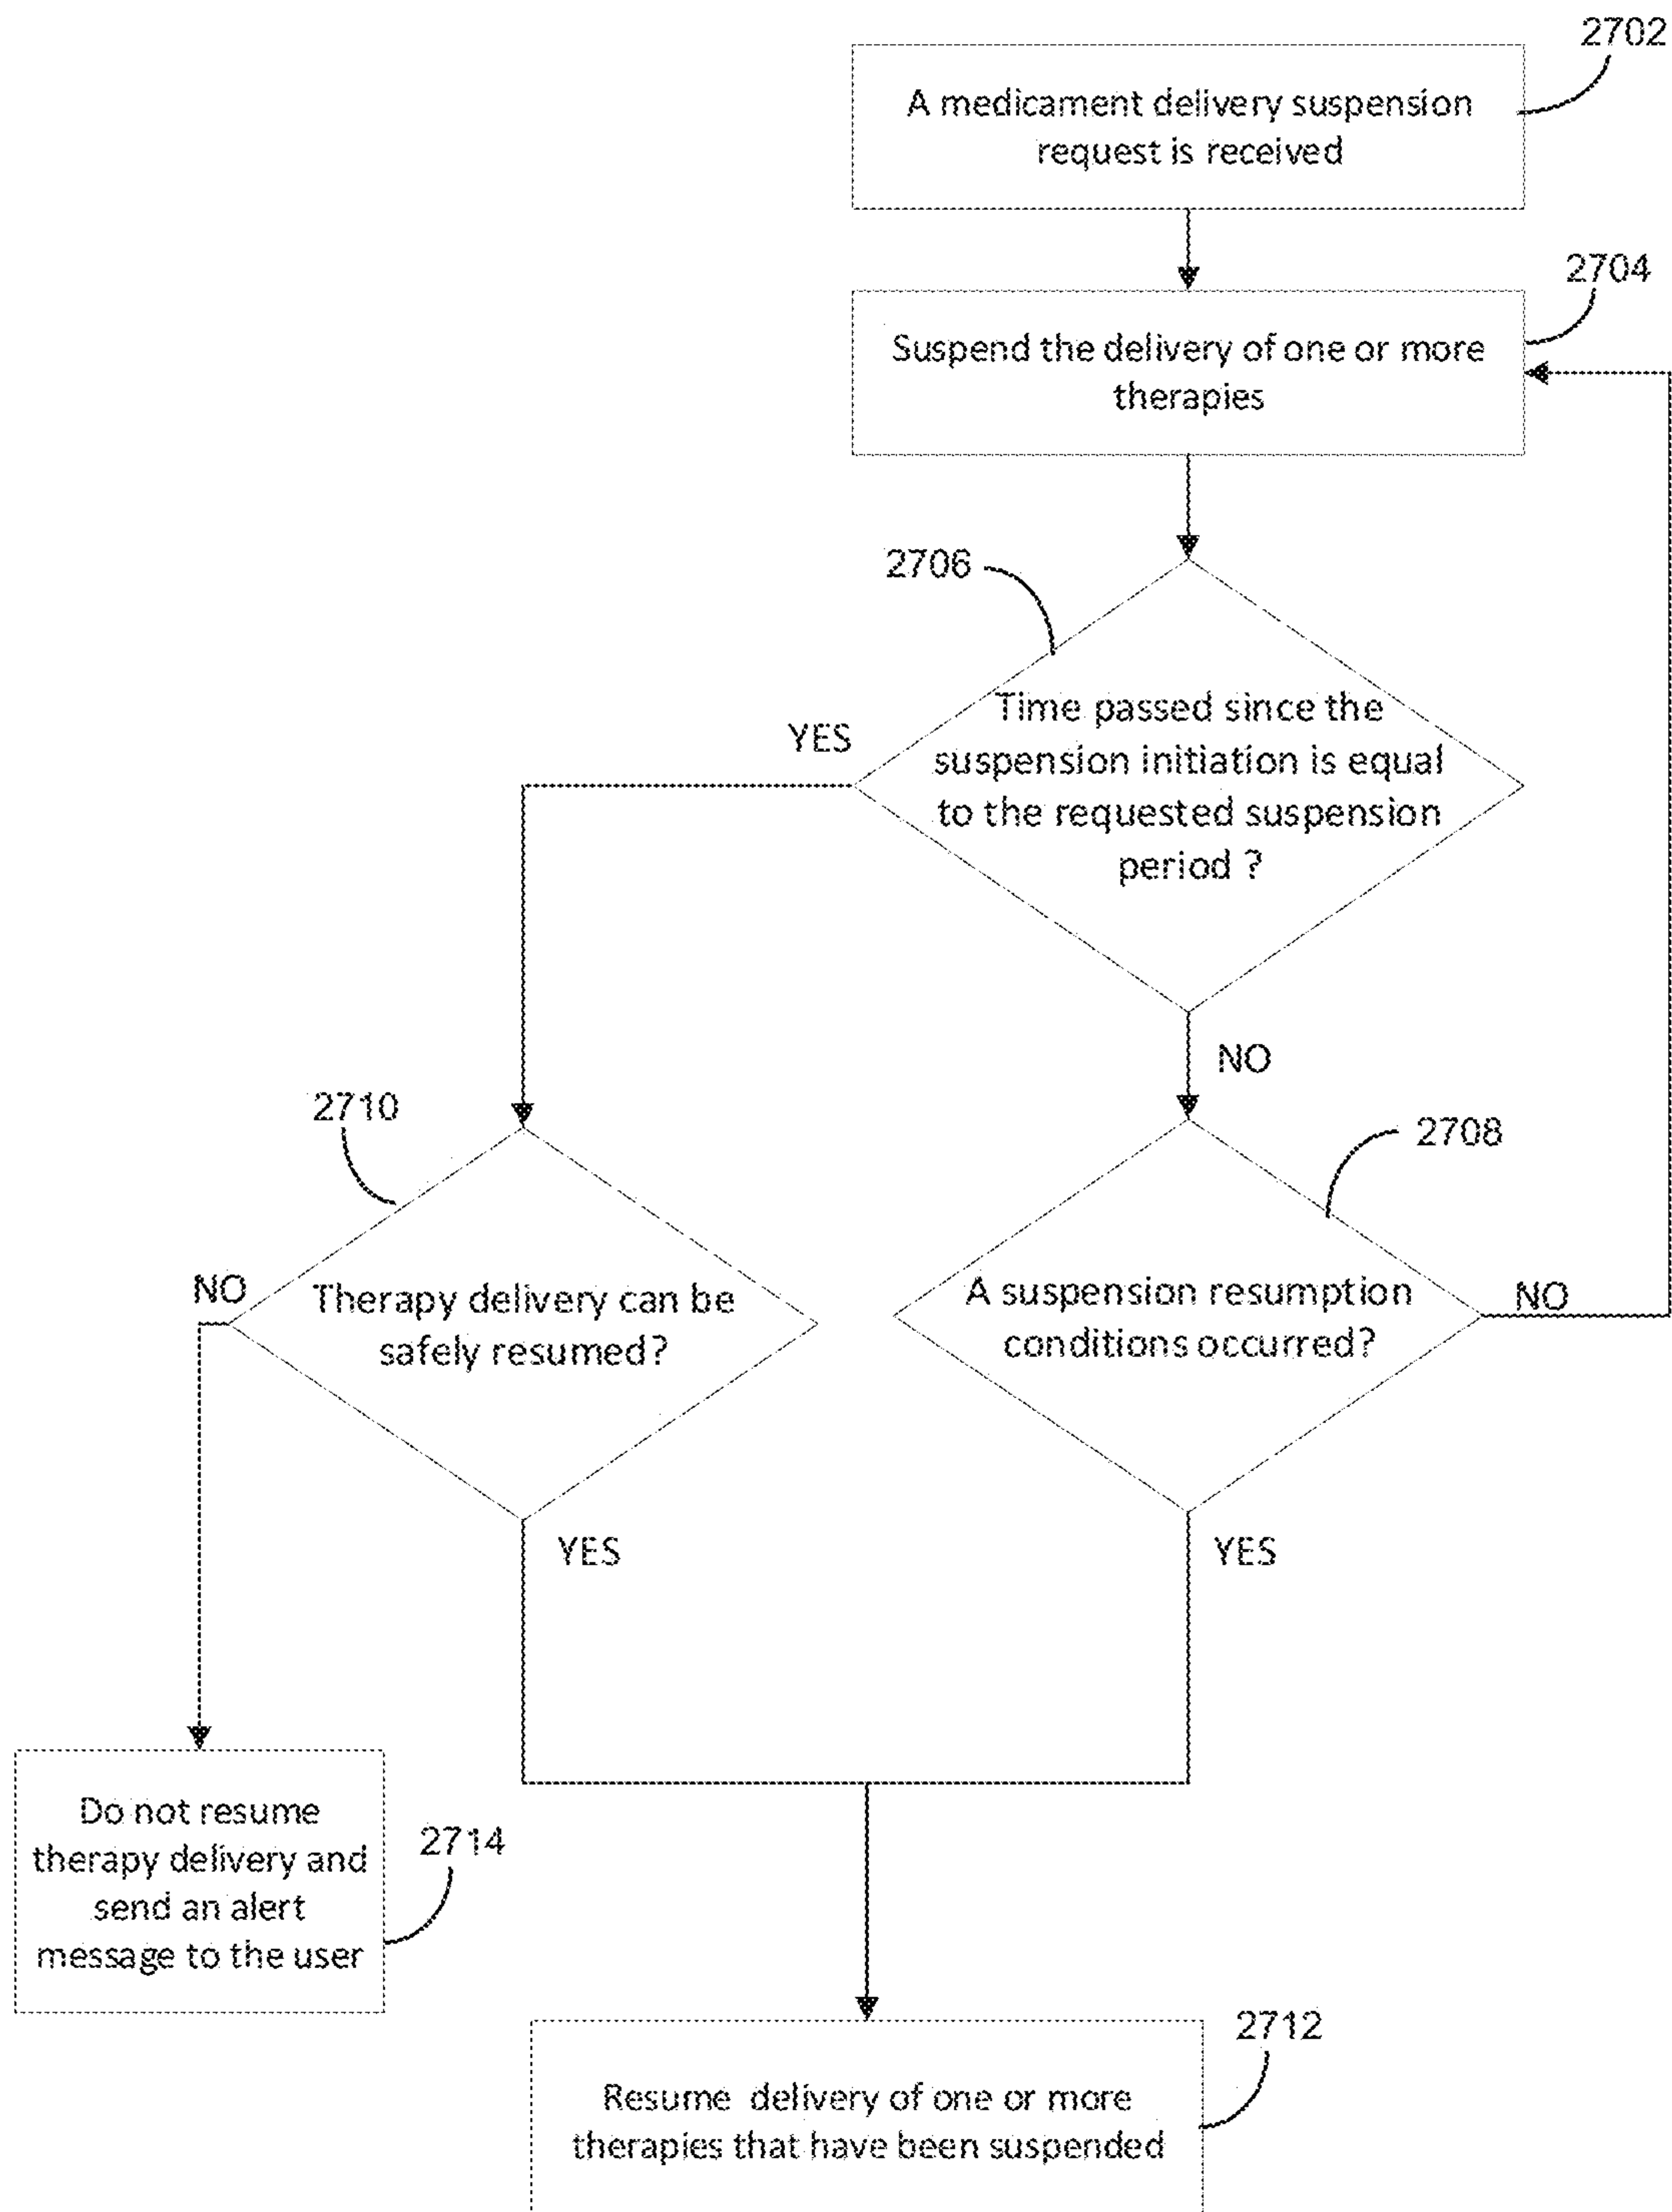 2702
A medicament delivery suspension
request is received
2704
Suspend the delivery of one or more
therapies
2706
Time passed since the
suspension initiation is equal
to the requested suspension
period ?
YES
NO
2710
2708
Therapy delivery can be
safely resumed?
NO
A suspension resumption
conditions occurred?
NO
YES
YES
Do not resume
therapy delivery and
send an alert
message to the user
2714
2712
Resume delivery of one or more
therapies that have been suspended